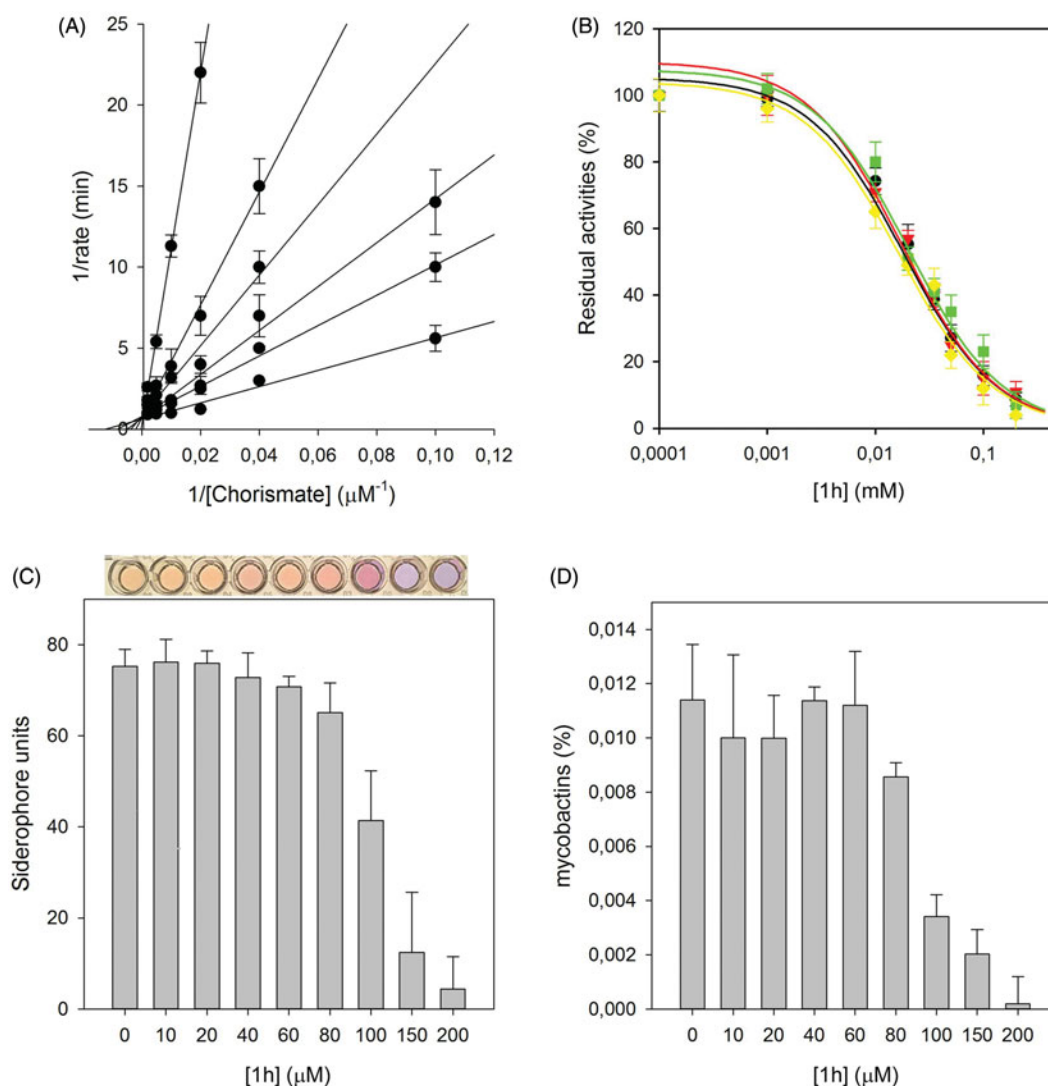 (A)
25
20
15
10
5
0
1/rate (min)
0,00 0,02 0,04 0,06 0,08 0,10 0,12
1/[Chorismate] (μM⁻¹)
(B)
120
100
80
60
40
20
0
Residual activities (%)
0,0001 0,001 0,01 0,1
[1h] (mM)
(C)
80
60
40
20
0
Siderophore units
0 10 20 40 60 80 100 150 200
[1h] (μM)
(D)
0,014
0,012
0,010
0,008
0,006
0,004
0,002
0,000
mycobactins (%)
0 10 20 40 60 80 100 150 200
[1h] (μM)